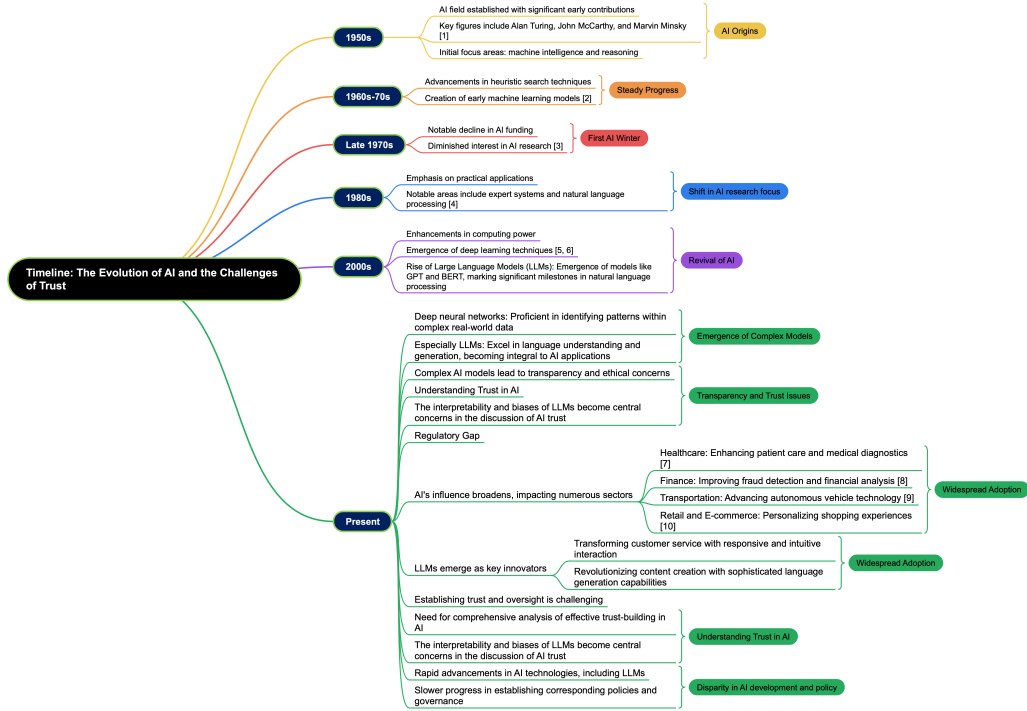 Timeline: The Evolution of AI and the Challenges
of Trust
1950s
AI field established with significant early contributions
Key figures include Alan Turing, John McCarthy, and Marvin Minsky
[1]
Initial focus areas: machine intelligence and reasoning
AI Origins
1960s-70s
Advancements in heuristic search techniques
Creation of early machine learning models [2]
Steady Progress
Late 1970s
Notable decline in AI funding
Diminished interest in AI research [3]
First AI Winter
1980s
Emphasis on practical applications
Notable areas include expert systems and natural language
processing [4]
Shift in AI research focus
2000s
Enhancements in computing power
Emergence of deep learning techniques [5, 6]
Rise of Large Language Models (LLMs): Emergence of models like
GPT and BERT, marking significant milestones in natural language
processing
Revival of AI
Present
Deep neural networks: Proficient in identifying patterns within
complex real-world data
Especially LLMs: Excel in language understanding and
generation, becoming integral to AI applications
Emergence of Complex Models
Complex AI models lead to transparency and ethical concerns
Understanding Trust in AI
The interpretability and biases of LLMs become central
concerns in the discussion of AI trust
Transparency and Trust Issues
Regulatory Gap
AI's influence broadens, impacting numerous sectors
Healthcare: Enhancing patient care and medical diagnostics
[7]
Finance: Improving fraud detection and financial analysis [8]
Transportation: Advancing autonomous vehicle technology [9]
Retail and E-commerce: Personalizing shopping experiences
[10]
Widespread Adoption
LLMs emerge as key innovators
Transforming customer service with responsive and intuitive
interaction
Revolutionizing content creation with sophisticated language
generation capabilities
Widespread Adoption
Establishing trust and oversight is challenging
Need for comprehensive analysis of effective trust-building in
AI
The interpretability and biases of LLMs become central
concerns in the discussion of AI trust
Understanding Trust in AI
Rapid advancements in AI technologies, including LLMs
Slower progress in establishing corresponding policies and
governance
Disparity in AI development and policy